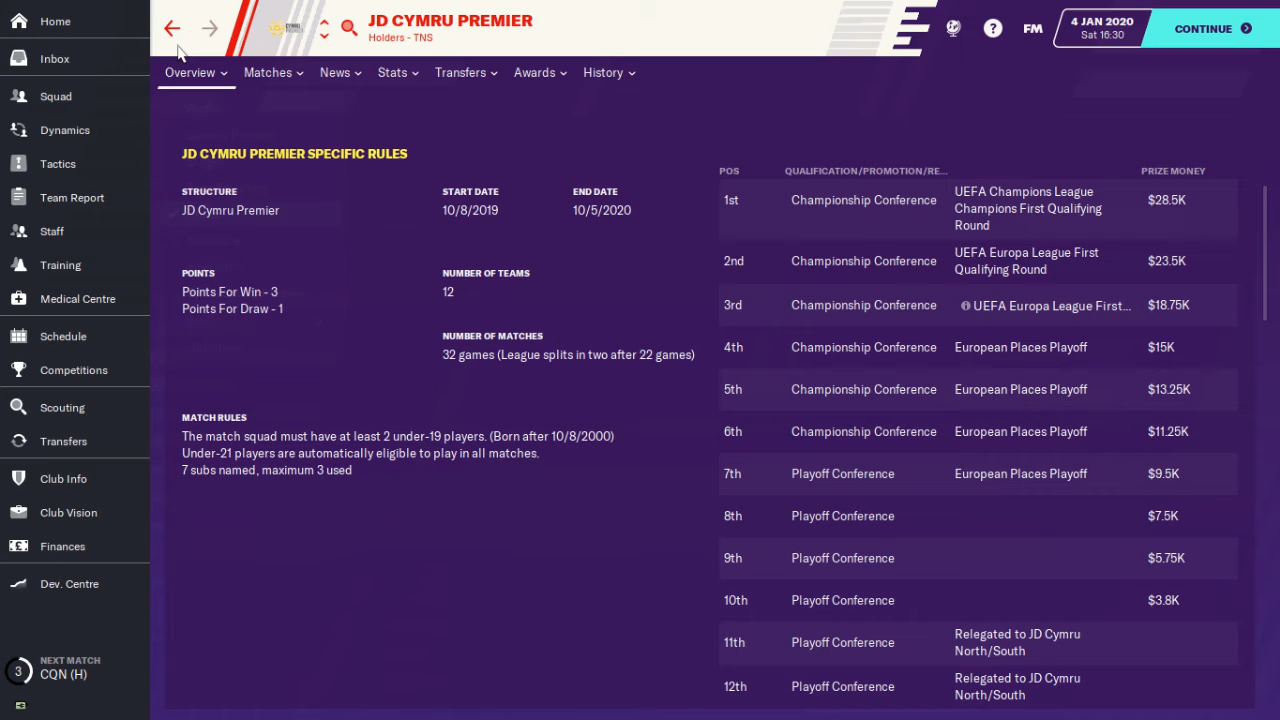 Home
Inbox
Squad
Dynamics
Tactics
Team Report
Staff
Training
Medical Centre
Schedule
Competitions
Scouting
Transfers
Club Info
Club Vision
Finances
Dev. Centre
3
NEXT MATCH
CQN (H)
JD CYMRU PREMIER
Holders - TNS
?
FM
4 JAN 2020
Sat 16:30
CONTINUE
Overview
Matches
News
Stats
Transfers
Awards
History
JD CYMRU PREMIER SPECIFIC RULES
STRUCTURE
JD Cymru Premier
START DATE
10/8/2019
END DATE
10/5/2020
POINTS
Points For Win - 3
Points For Draw - 1
NUMBER OF TEAMS
12
NUMBER OF MATCHES
32 games (League splits in two after 22 games)
MATCH RULES
The match squad must have at least 2 under-19 players. (Born after 10/8/2000)
Under-21 players are automatically eligible to play in all matches.
7 subs named, maximum 3 used
POS QUALIFICATION/PROMOTION/RE... PRIZE MONEY
1st Championship Conference UEFA Champions League
Champions First Qualifying
Round $28.5K
2nd Championship Conference UEFA Europa League First
Qualifying Round $23.5K
3rd Championship Conference UEFA Europa League First... $18.75K
4th Championship Conference European Places Playoff $15K
5th Championship Conference European Places Playoff $13.25K
6th Championship Conference European Places Playoff $11.25K
7th Playoff Conference European Places Playoff $9.5K
8th Playoff Conference $7.5K
9th Playoff Conference $5.75K
10th Playoff Conference $3.8K
11th Playoff Conference Relegated to JD Cymru
North/South
12th Playoff Conference Relegated to JD Cymru
North/South